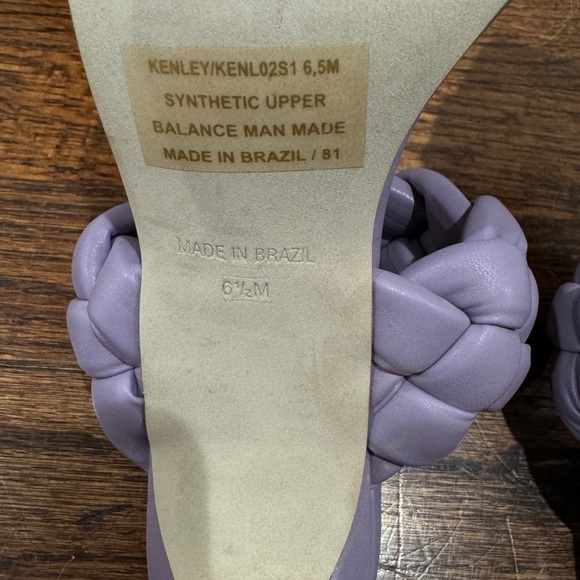 KENLEY/KENL02S1 6,5M
SYNTHETIC UPPER
BALANCE MAN MADE
MADE IN BRAZIL / 81
MADE IN BRAZIL
6½M